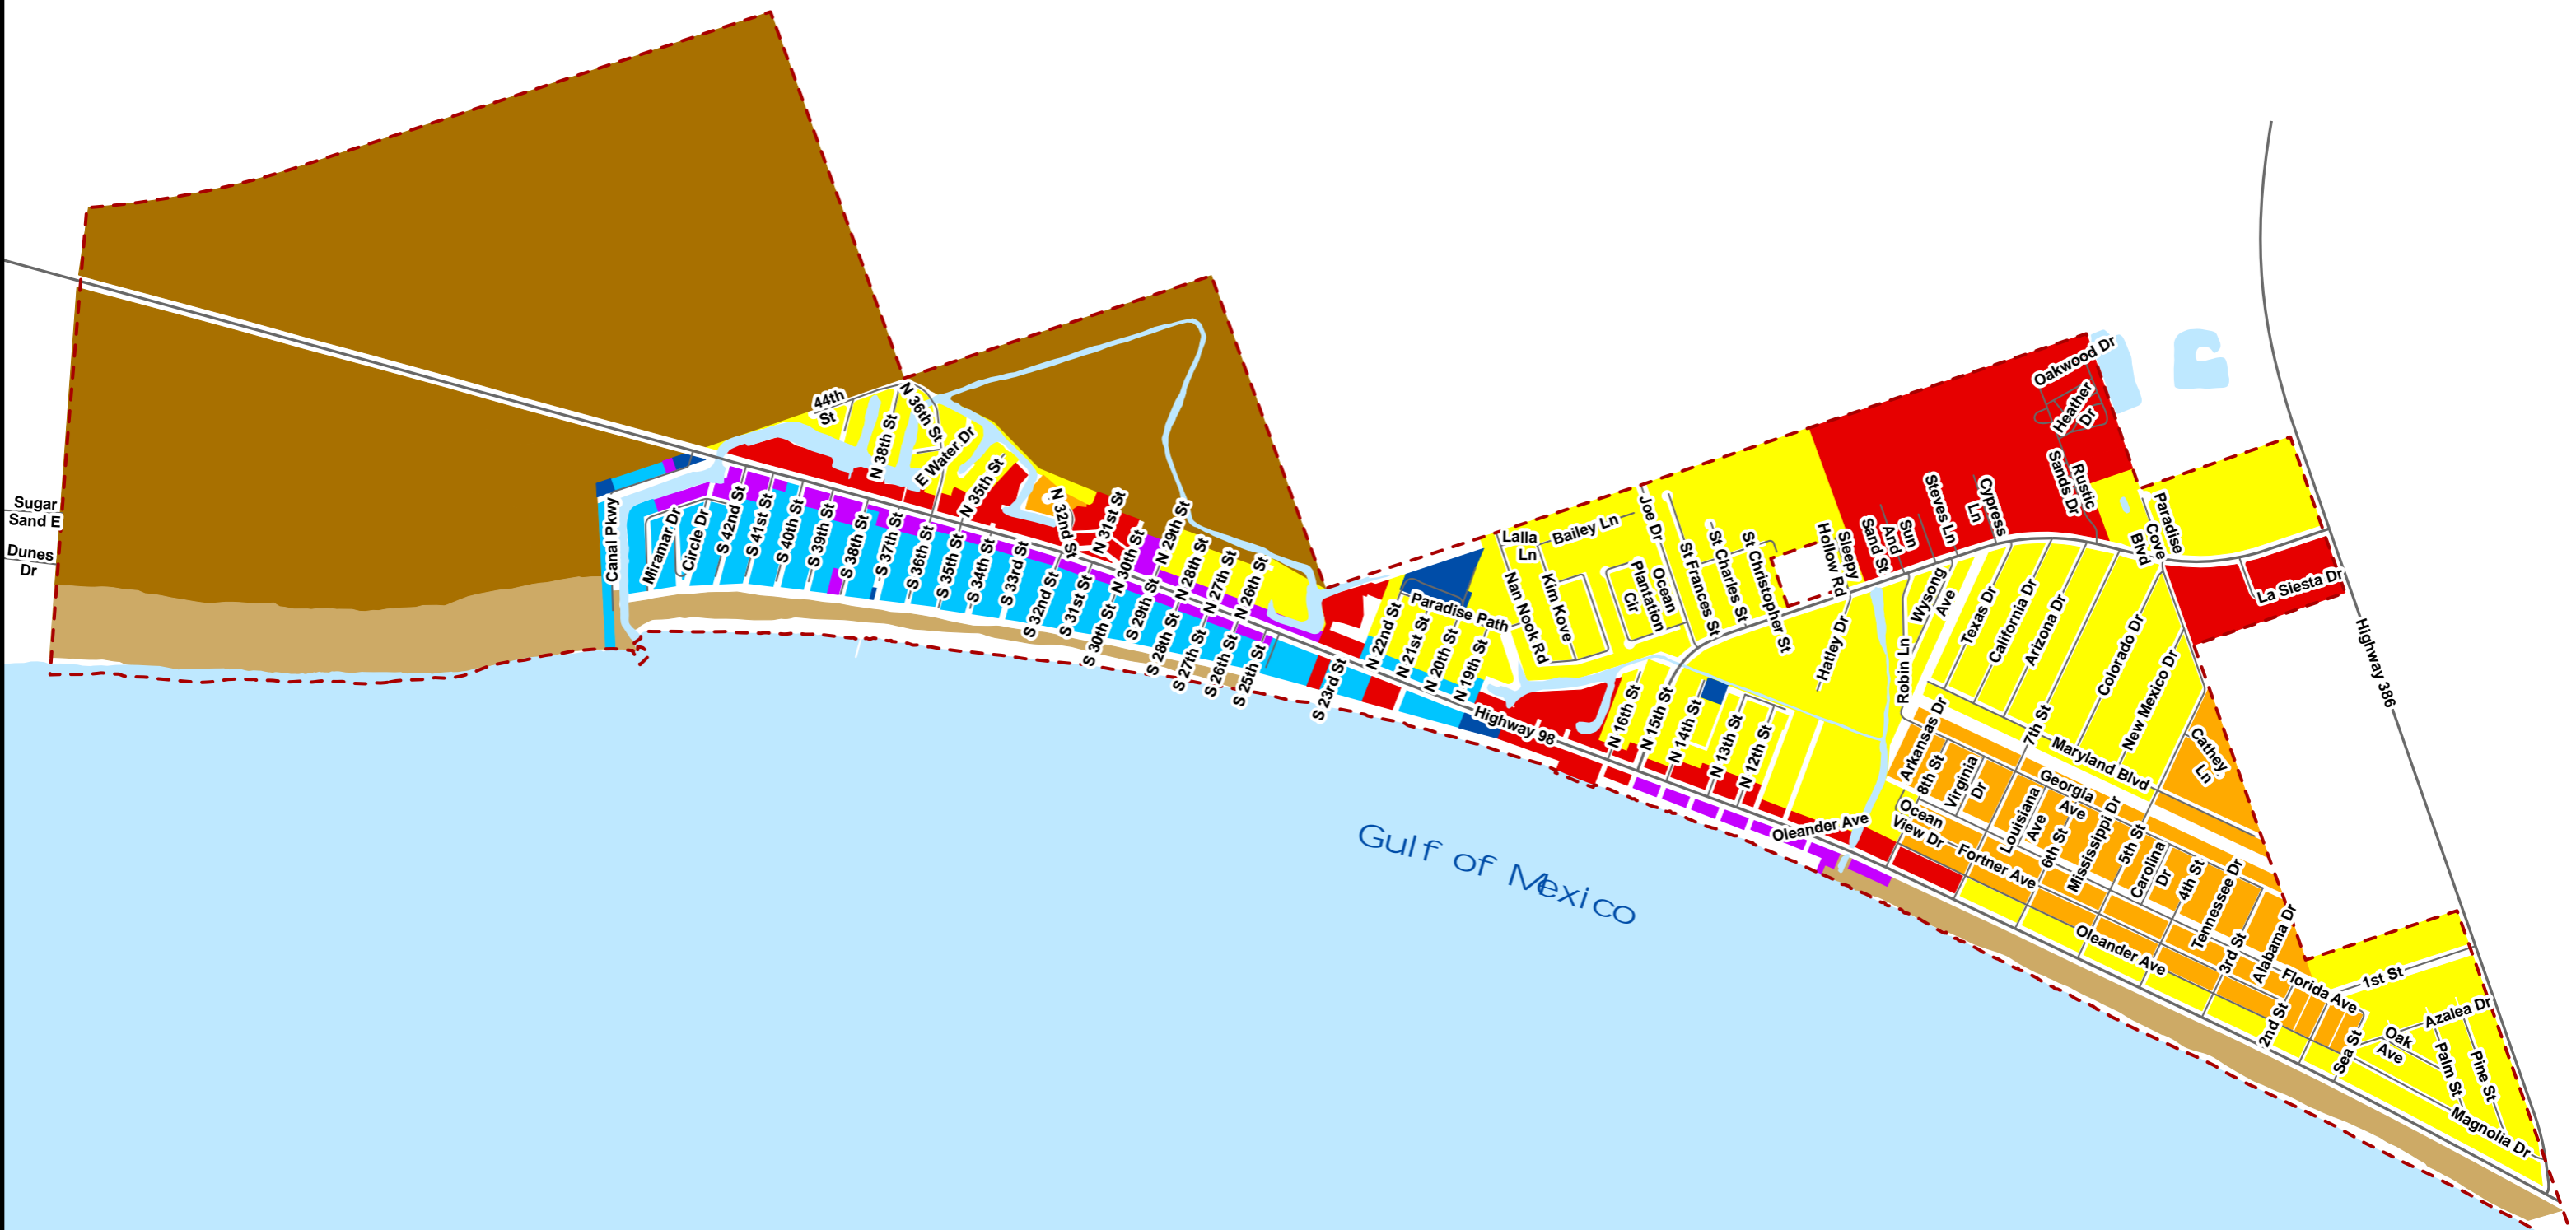 Sugar
Sand E
Dunes
Dr
Canal Pkwy
Miramar Dr
Circle Dr
S 42nd St
S 41st St
S 40th St
S 39th St
S 38th St
S 37th St
S 36th St
S 35th St
S 34th St
S 33rd St
S 32nd St
S 31st St
S 30th St
S 29th St
S 28th St
S 27th St
S 26th St
S 25th St
S 23rd St
44th
St
N 38th St
N 36th St
E Water Dr
N 35th St
N 32nd St
N 31st St
N 30th St
N 29th St
N 28th St
N 27th St
N 26th St
N 22nd St
N 21st St
N 20th St
N 19th St
Paradise Path
Highway 98
Lalla
Ln
Bailey Ln
Nan Nook Rd
Kim Kove
Joe Dr
Plantation
Cir
Ocean
St Frances St
St Charles St
St Christopher St
Sleepy
Hollow Rd
Sand St
And
Sun
Steves Ln
Cypress
Ln
Oakwood Dr
Heather
Dr
Rustic
Sands Dr
Paradise
Cove
Blvd
La Siesta Dr
Highway 386
N 16th St
N 15th St
N 14th St
N 13th St
N 12th St
Hatley Dr
Robin Ln
Wysong
Ave
Texas Dr
California Dr
Arizona Dr
Colorado Dr
New Mexico Dr
7th St
Maryland Blvd
Cathey
Ln
Arkansas Dr
8th St
Virginia
Dr
Georgia
Ave
Louisiana
Ave
6th St
Mississippi Dr
5th St
Carolina
Dr
4th St
Tennessee Dr
3rd St
Alabama Dr
Ocean
View Dr
Fortner Ave
Oleander Ave
Oleander Ave
Florida Ave
1st St
2nd St
Sea St
Azalea Dr
Oak
Ave
Palm St
Pine St
Magnolia Dr
Gulf of Mexico